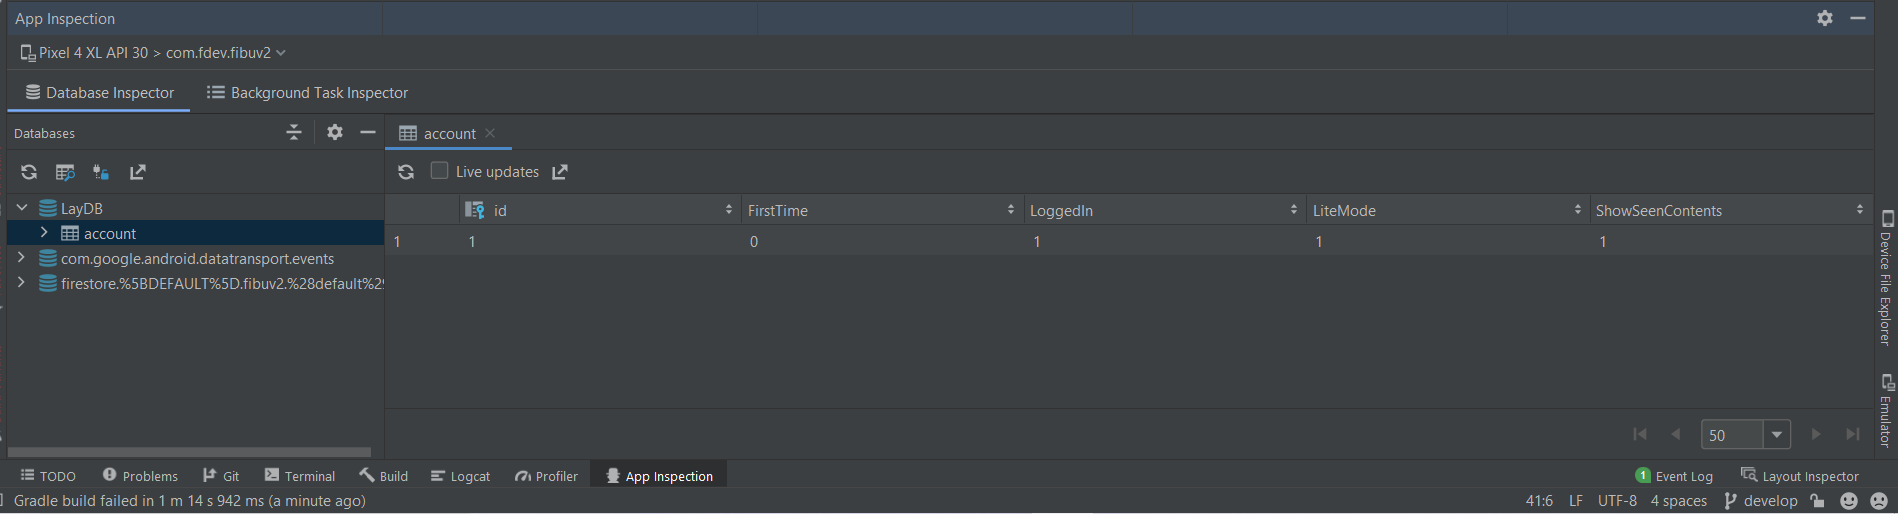 App Inspection
Pixel 4 XL API 30 > com.fdev.fibuv2
Database Inspector
Background Task Inspector
Databases
account
Live updates
LayDB
account
com.google.android.datatransport.events
firestore.%5BDEFAULT%5D.fibuv2.%28default%29
id FirstTime LoggedIn LiteMode ShowSeenContents
1 1 0 1 1 1
50
Device File Explorer
Emulator
TODO Problems Git Terminal Build Logcat Profiler App Inspection 1 Event Log Layout Inspector
Gradle build failed in 1 m 14 s 942 ms (a minute ago) 41:6 LF UTF-8 4 spaces develop